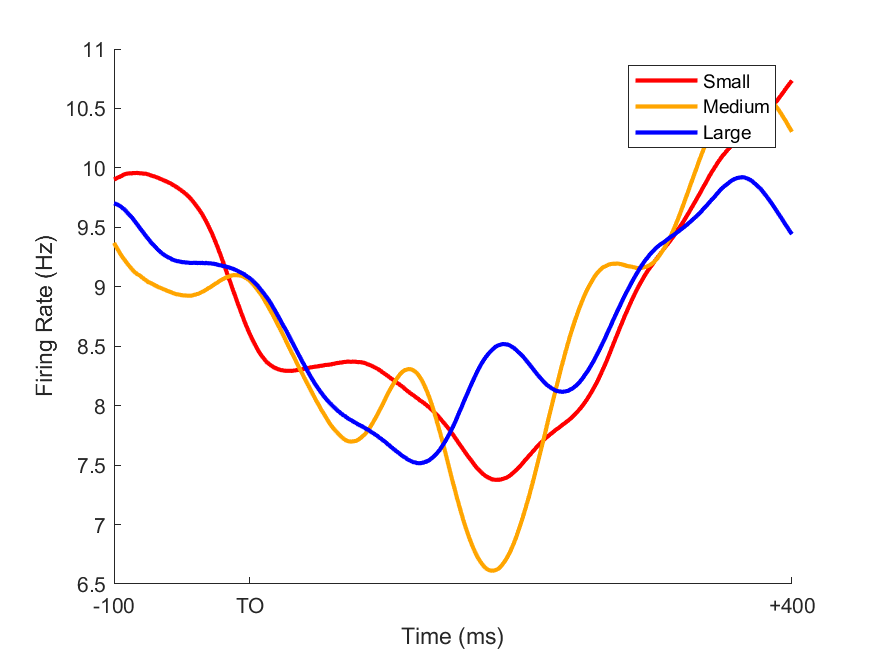 11
10.5
10
9.5
9
8.5
8
7.5
7
6.5
Firing Rate (Hz)
Small
Medium
Large
-100 TO +400
Time (ms)